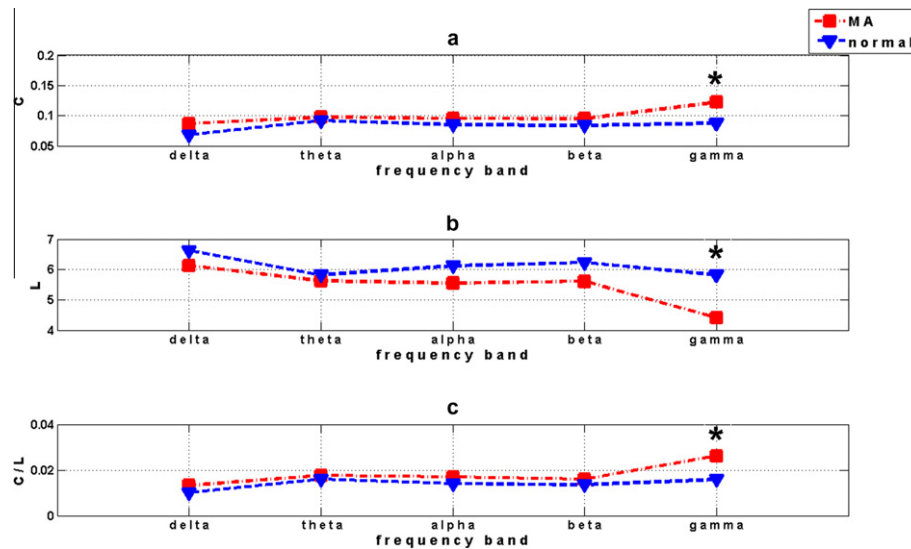 MA
normal
a
0.2
0.15
0.1
0.05
C
delta theta alpha beta gamma
frequency band
*
b
7
6
5
4
L
delta theta alpha beta gamma
frequency band
*
c
0.04
0.02
0
C/L
delta theta alpha beta gamma
frequency band
*